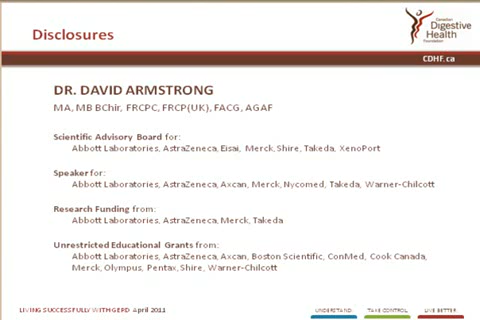 Disclosures
Canadian
Digestive
Health
Foundation
CDHF.ca
DR. DAVID ARMSTRONG
MA, MB BChir, FRCPC, FRCP(UK), FACG, AGAF
Scientific Advisory Board for:
Abbott Laboratories, AstraZeneca, Eisai, Merck, Shire, Takeda, XenoPort
Speaker for:
Abbott Laboratories, AstraZeneca, Axcan, Merck, Nycomed, Takeda, Warner-Chilcott
Research Funding from:
Abbott Laboratories, AstraZeneca, Merck, Takeda
Unrestricted Educational Grants from:
Abbott Laboratories, AstraZeneca, Axcan, Boston Scientific, ConMed, Cook Canada,
Merck, Olympus, Pentax, Shire, Warner-Chilcott
LIVING SUCCESSFULLY WITH GERD April 2011
UNDERSTAND. TAKE CONTROL. LIVE BETTER.